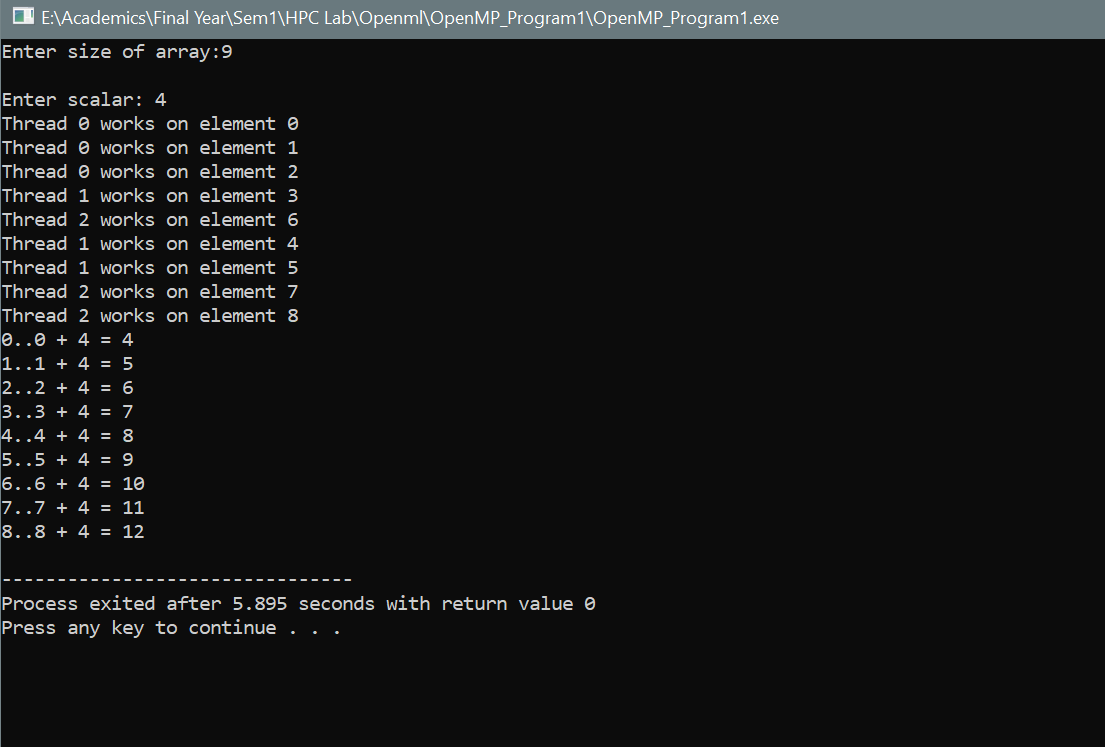 E:\Academics\Final Year\Sem1\HPC Lab\Openml\OpenMP_Program1\OpenMP_Program1.exe
Enter size of array:9
Enter scalar: 4
Thread 0 works on element 0
Thread 0 works on element 1
Thread 0 works on element 2
Thread 1 works on element 3
Thread 2 works on element 6
Thread 1 works on element 4
Thread 1 works on element 5
Thread 2 works on element 7
Thread 2 works on element 8
0..0 + 4 = 4
1..1 + 4 = 5
2..2 + 4 = 6
3..3 + 4 = 7
4..4 + 4 = 8
5..5 + 4 = 9
6..6 + 4 = 10
7..7 + 4 = 11
8..8 + 4 = 12
--------------------------------
Process exited after 5.895 seconds with return value 0
Press any key to continue . . .